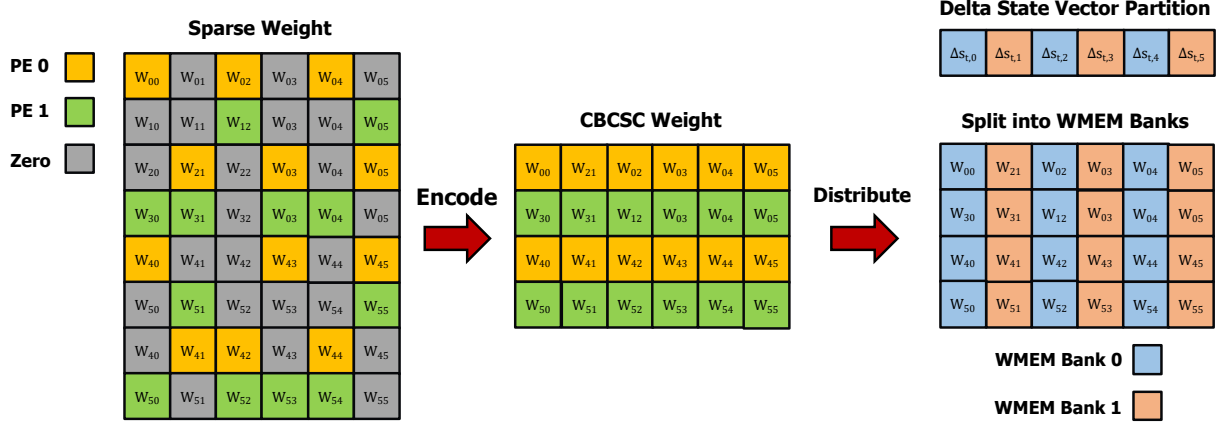 Delta State Vector Partition
Sparse Weight
PE 0
PE 1
Zero
W00 W01 W02 W03 W04 W05
W10 W11 W12 W03 W04 W05
W20 W21 W22 W03 W04 W05
W30 W31 W32 W03 W04 W05
W40 W41 W42 W43 W44 W45
W50 W51 W52 W53 W54 W55
W40 W41 W42 W43 W44 W45
W50 W51 W52 W53 W54 W55
Encode
CBCSC Weight
W00 W21 W02 W03 W04 W05
W30 W31 W12 W03 W04 W05
W40 W41 W42 W43 W44 W45
W50 W51 W52 W53 W54 W55
Distribute
Δst,0 Δst,1 Δst,2 Δst,3 Δst,4 Δst,5
Split into WMEM Banks
W00 W21 W02 W03 W04 W05
W30 W31 W12 W03 W04 W05
W40 W41 W42 W43 W44 W45
W50 W51 W52 W53 W54 W55
WMEM Bank 0
WMEM Bank 1